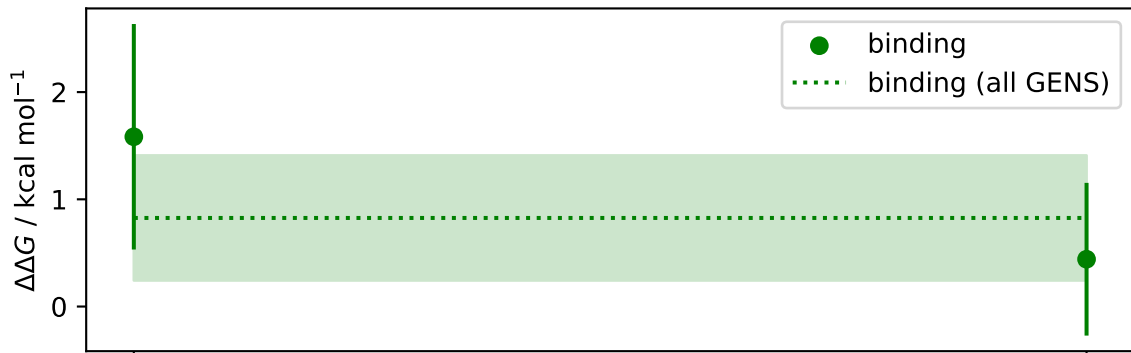 binding
binding (all GENS)
ΔΔG / kcal mol⁻¹
2
1
0